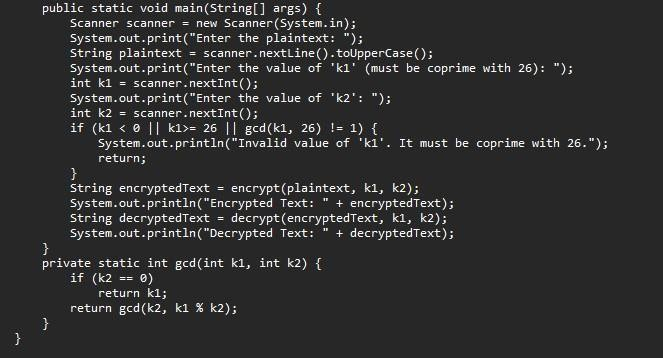 public static void main(String[] args) {
Scanner scanner = new Scanner(System.in);
System.out.print("Enter the plaintext: ");
String plaintext = scanner.nextLine().toUpperCase();
System.out.print("Enter the value of 'k1' (must be coprime with 26): ");
int k1 = scanner.nextInt();
System.out.print("Enter the value of 'k2': ");
int k2 = scanner.nextInt();
if (k1 < 0 || k1>= 26 || gcd(k1, 26) != 1) {
System.out.println("Invalid value of 'k1'. It must be coprime with 26.");
return;
}
String encryptedText = encrypt(plaintext, k1, k2);
System.out.println("Encrypted Text: " + encryptedText);
String decryptedText = decrypt(encryptedText, k1, k2);
System.out.println("Decrypted Text: " + decryptedText);
}
private static int gcd(int k1, int k2) {
if (k2 == 0)
return k1;
return gcd(k2, k1 % k2);
}
}